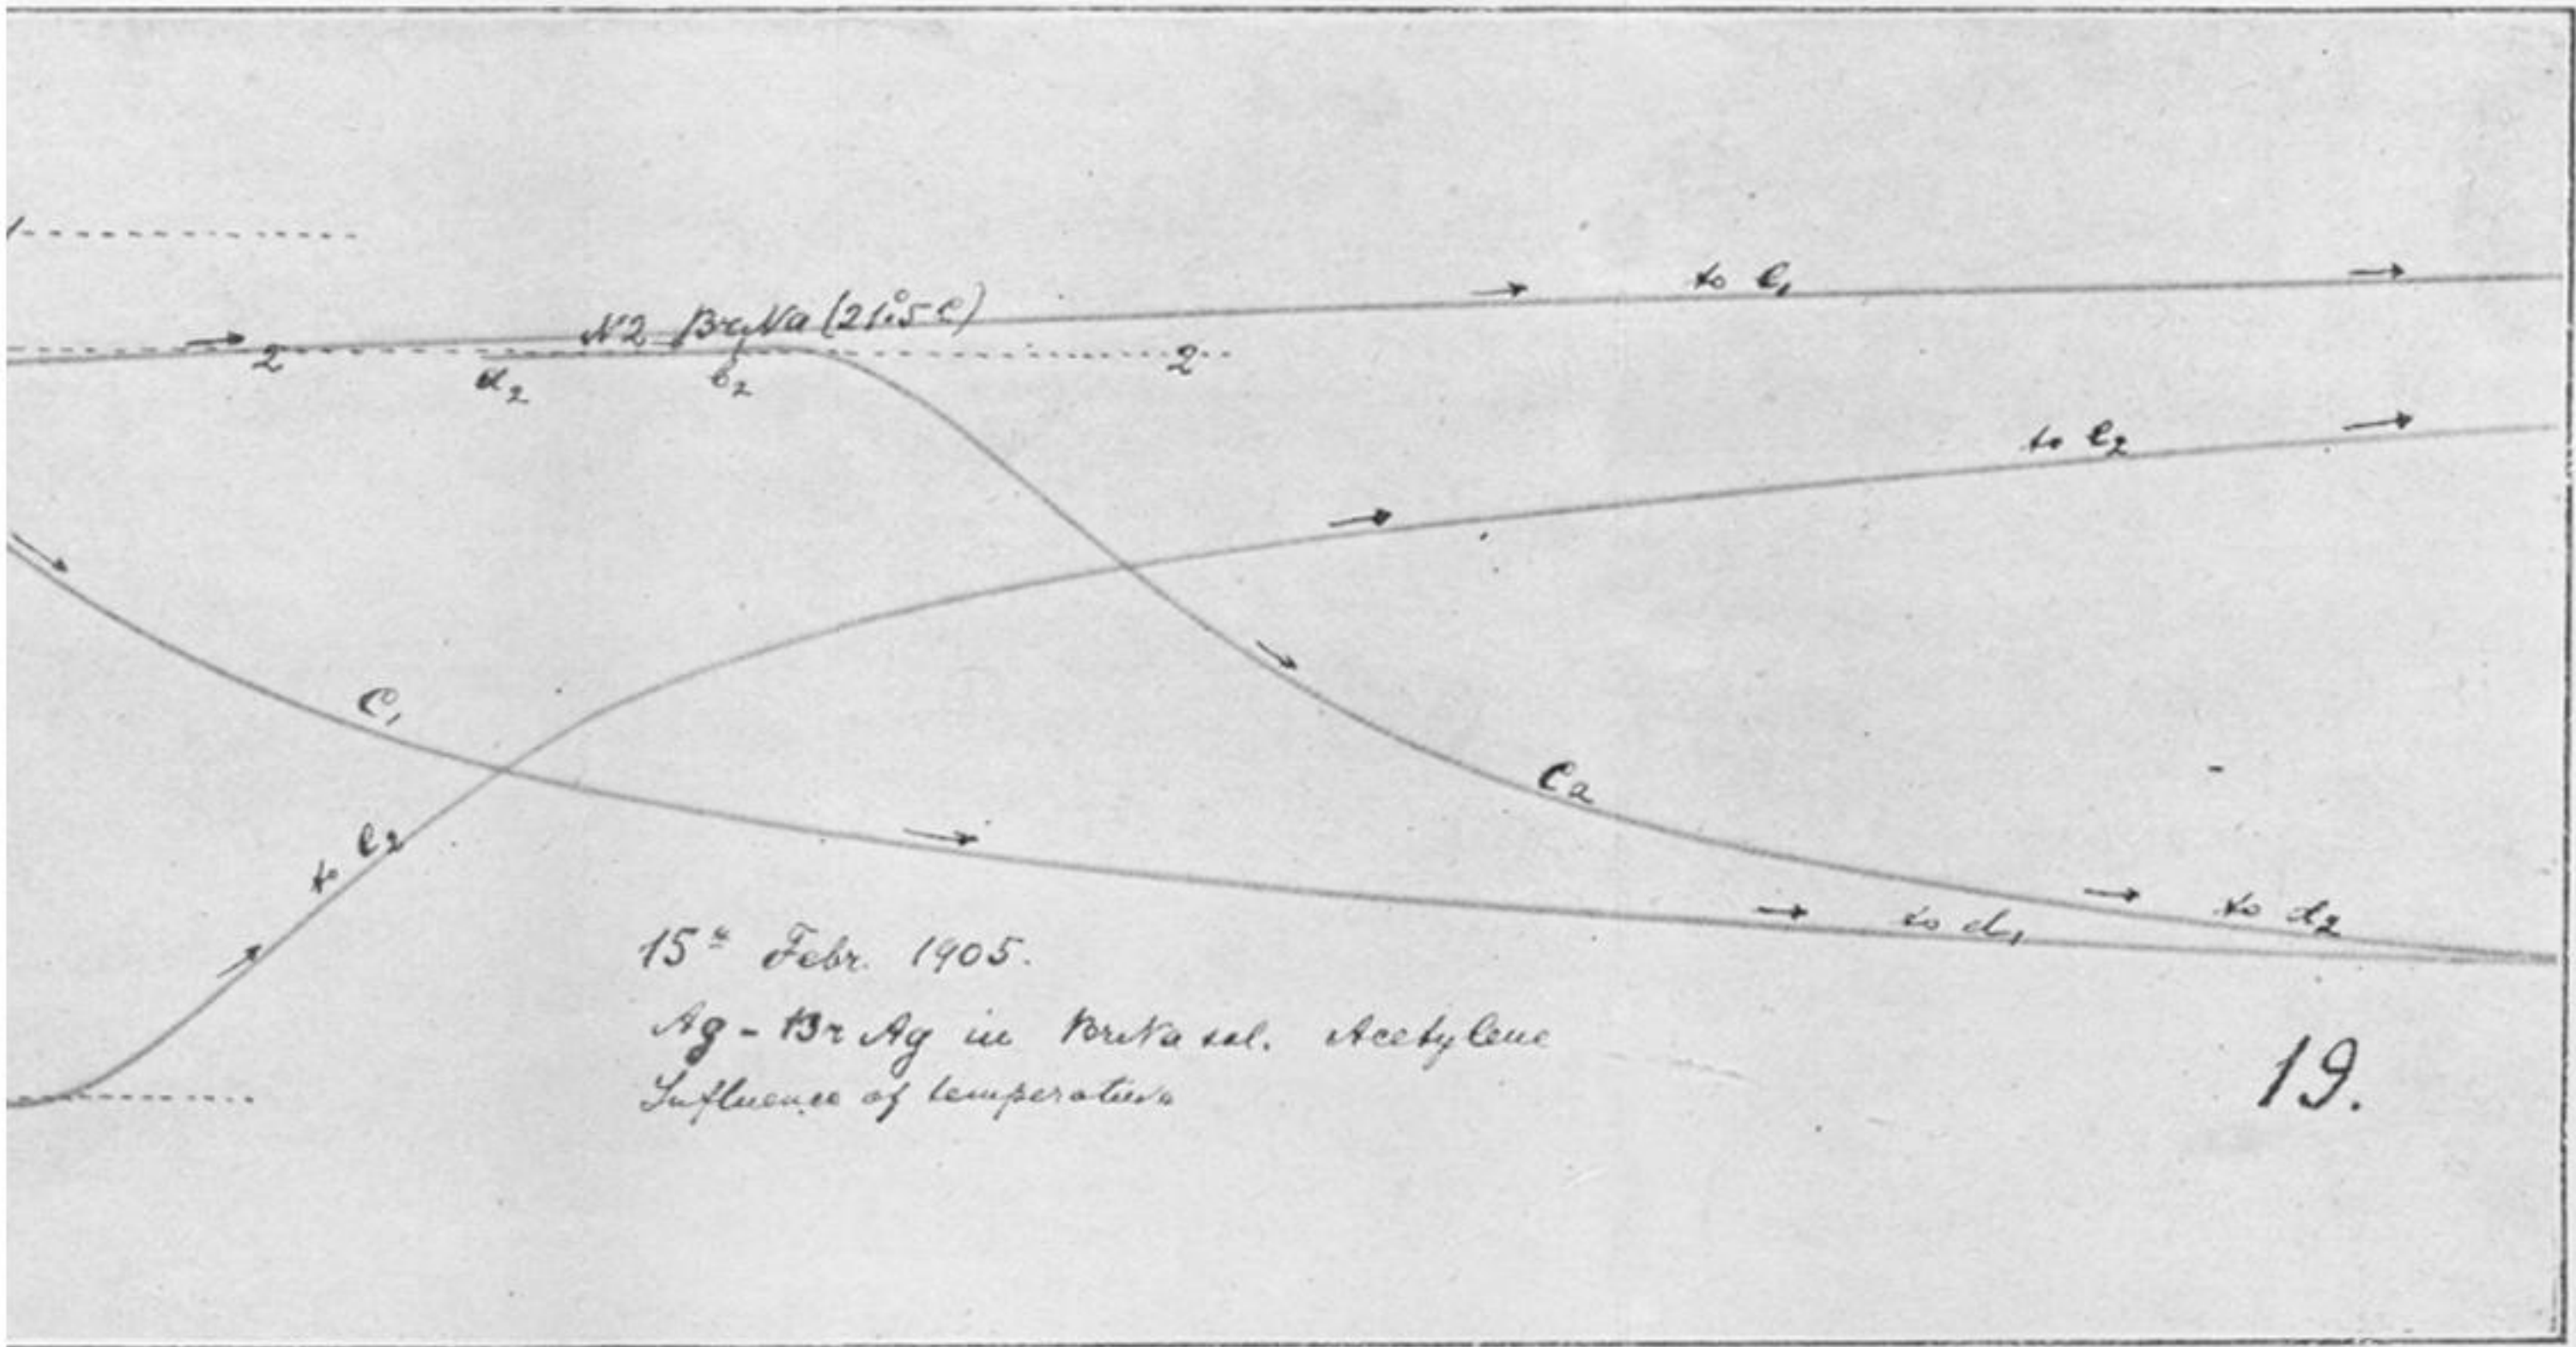 1
to e₁
N2 BrNa (21°.5 C)
2
2
a₂
b₂
to e₂
C₁
C₂
to e₂
to d₁
to d₂
15ᵗʰ Febr. 1905.
Ag - BrAg in BrNa sol. Acetylene
Influence of temperature
19.